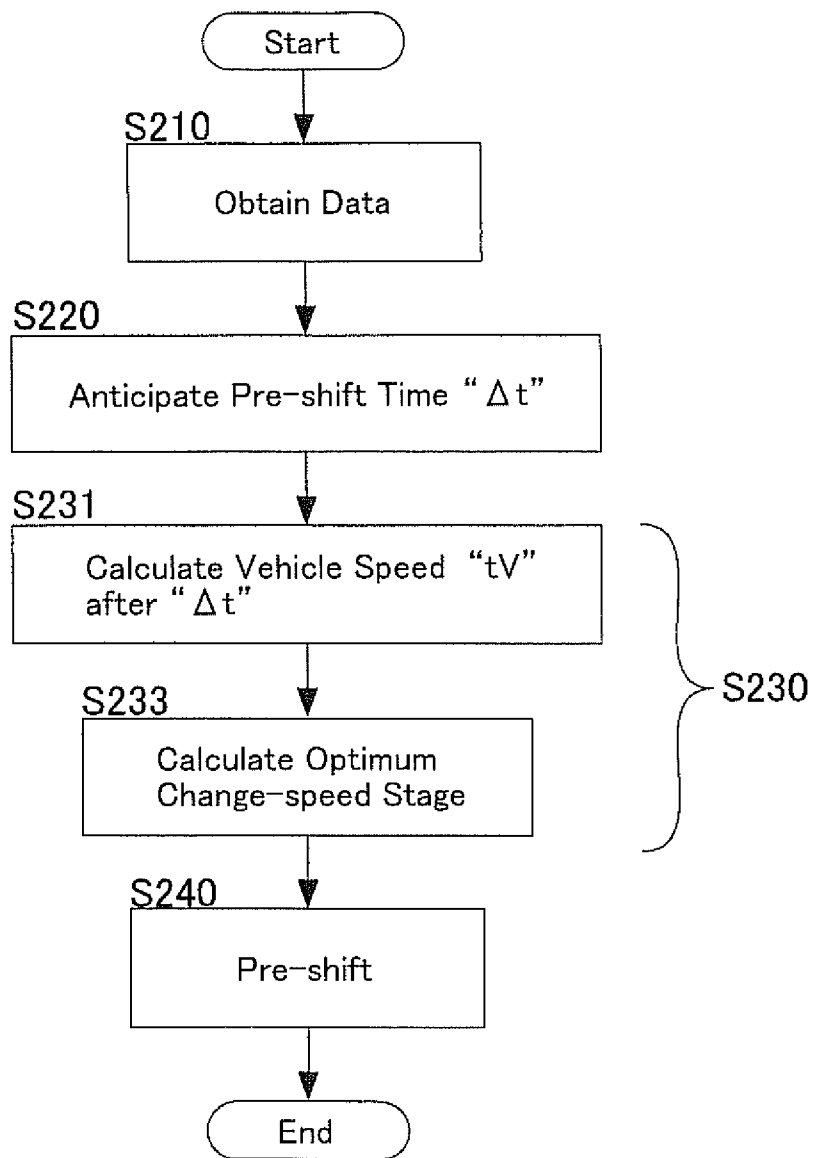 Start
S210
Obtain Data
S220
Anticipate Pre-shift Time “Δt”
S231
Calculate Vehicle Speed “tV”
after “Δt”
S230
S233
Calculate Optimum
Change-speed Stage
S240
Pre-shift
End